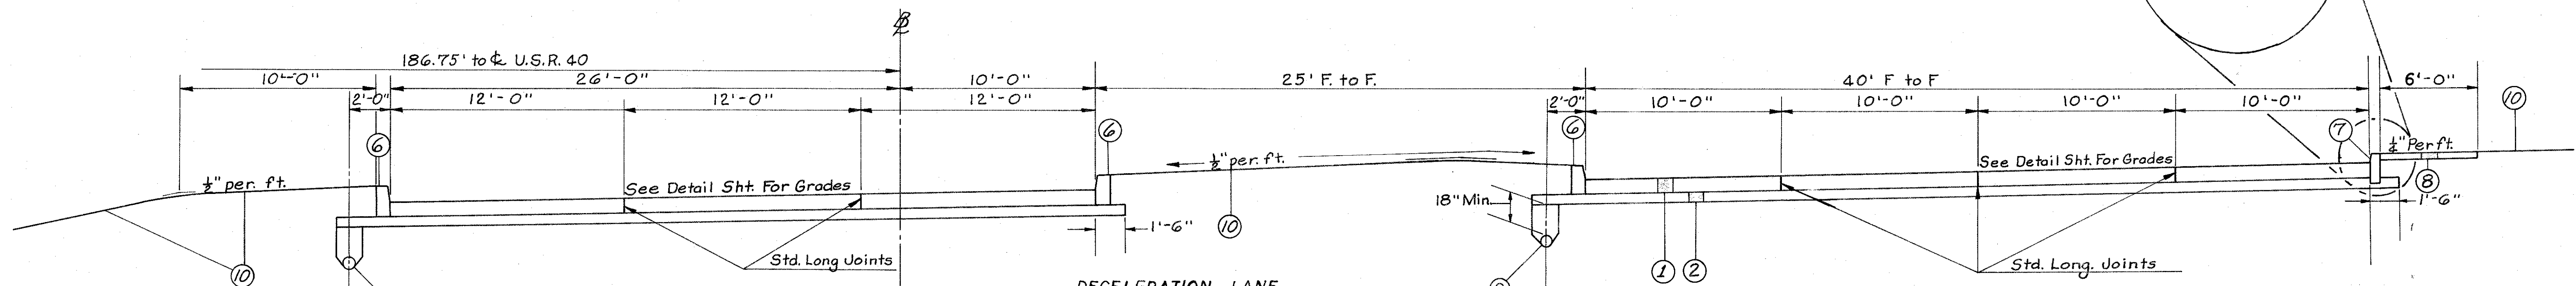 186.75' to ℄ U.S.R. 40
10'-0" 26'-0" 10'-0" 25' F. to F. 40' F to F 6'-0"
2'-0" 12'-0" 12'-0" 12'-0" 2'-0" 10'-0" 10'-0" 10'-0" 10'-0" 10
6 6 6 7 ¼" Per ft.
½" per. ft. See Detail Sht. For Grades ½" per. ft. See Detail Sht. For Grades 8
18" Min. 1'-6"
10 1'-6"
Std. Long Joints Std. Long. Joints
10 1 2
DECELERATION LANE